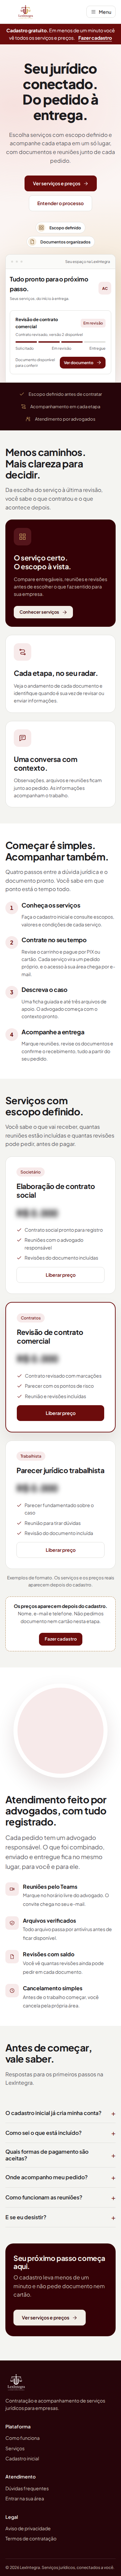 LexIntegra
Menu
Cadastro gratuito. Em menos de um minuto você
vê todos os serviços e preços. Fazer cadastro
Seu jurídico
conectado.
Do pedido à
entrega.
Escolha serviços com escopo definido e
acompanhe cada etapa em um só lugar,
com documentos e reuniões junto de cada
pedido.
Ver serviços e preços →
Entender o processo
Escopo definido
Documentos organizados
Seu espaço na LexIntegra
Tudo pronto para o próximo
passo.
AC
Seus serviços, do início à entrega.
Revisão de contrato
comercial
Em revisão
Contrato revisado, versão 2 disponível
Solicitado
Em revisão
Entregue
Documento disponível
para conferir
Ver documento →
Escopo definido antes de contratar
Acompanhamento em cada etapa
Atendimento por advogados
Menos caminhos.
Mais clareza para
decidir.
Da escolha do serviço à última revisão,
você sabe o que foi contratado e o que
acontece depois.
O serviço certo.
O escopo à vista.
Compare entregáveis, reuniões e revisões
antes de escolher o que faz sentido para
sua empresa.
Conhecer serviços →
Cada etapa, no seu radar.
Veja o andamento de cada documento e
identifique quando é a sua vez de revisar ou
enviar informações.
Uma conversa com
contexto.
Observações, arquivos e reuniões ficam
junto ao pedido. As informações
acompanham o trabalho.
Começar é simples.
Acompanhar também.
Quatro passos entre a dúvida jurídica e o
documento pronto. Você sabe em que
ponto está o tempo todo.
1
Conheça os serviços
Faça o cadastro inicial e consulte escopos,
valores e condições de cada serviço.
2
Contrate no seu tempo
Revise o carrinho e pague por PIX ou
cartão. Cada serviço vira um pedido
próprio, e o acesso à sua área chega por e-
mail.
3
Descreva o caso
Uma ficha guiada e até três arquivos de
apoio. O advogado começa com o
contexto pronto.
4
Acompanhe a entrega
Marque reuniões, revise os documentos e
confirme o recebimento, tudo a partir do
seu pedido.
Serviços com
escopo definido.
Você sabe o que vai receber, quantas
reuniões estão incluídas e quantas revisões
pode pedir, antes de pagar.
Societário
Elaboração de contrato
social
Contrato social pronto para registro
Reuniões com o advogado
responsável
Revisões do documento incluídas
Liberar preço
Contratos
Revisão de contrato
comercial
Contrato revisado com marcações
Parecer com os pontos de risco
Reunião e revisões incluídas
Liberar preço
Trabalhista
Parecer jurídico trabalhista
Parecer fundamentado sobre o
caso
Reunião para tirar dúvidas
Revisão do documento incluída
Liberar preço
Exemplos de formato. Os serviços e os preços reais
aparecem depois do cadastro.
Os preços aparecem depois do cadastro.
Nome, e-mail e telefone. Não pedimos
documento nem cartão nesta etapa.
Fazer cadastro
Atendimento feito por
advogados, com tudo
registrado.
Cada pedido tem um advogado
responsável. O que foi combinado,
enviado e entregue fica no mesmo
lugar, para você e para ele.
Reuniões pelo Teams
Marque no horário livre do advogado. O
convite chega no seu e-mail.
Arquivos verificados
Todo arquivo passa por antivírus antes de
ficar disponível.
Revisões com saldo
Você vê quantas revisões ainda pode
pedir em cada documento.
Cancelamento simples
Antes de o trabalho começar, você
cancela pela própria área.
Antes de começar,
vale saber.
Respostas para os primeiros passos na
LexIntegra.
O cadastro inicial já cria minha conta? +
Como sei o que está incluído? +
Quais formas de pagamento são
aceitas? +
Onde acompanho meu pedido? +
Como funcionam as reuniões? +
E se eu desistir? +
Seu próximo passo começa
aqui.
O cadastro leva menos de um
minuto e não pede documento nem
cartão.
Ver serviços e preços →
LexIntegra
Contratação e acompanhamento de serviços
jurídicos para empresas.
Plataforma
Como funciona
Serviços
Cadastro inicial
Atendimento
Dúvidas frequentes
Entrar na sua área
Legal
Aviso de privacidade
Termos de contratação
© 2026 LexIntegra. Serviços jurídicos, conectados a você.